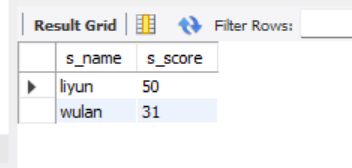 Result Grid Filter Rows:
s_name s_score
liyun 50
wulan 31